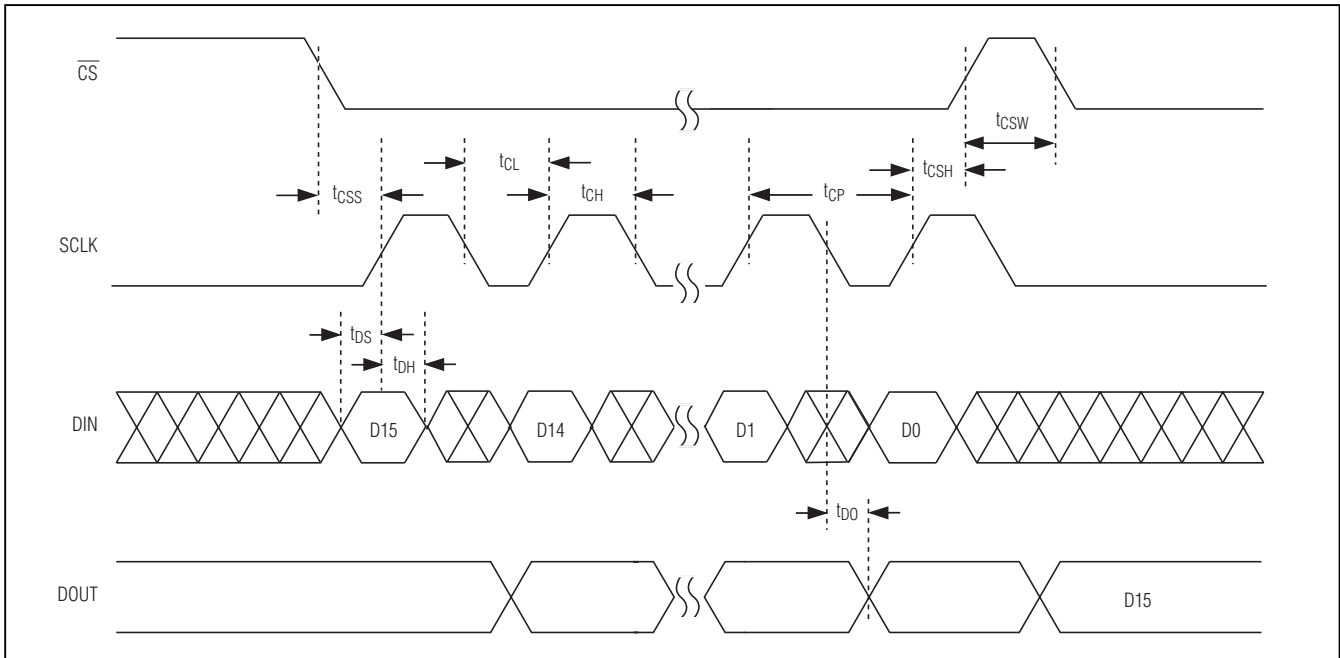 CS
tCSW
tCL
tCSH
tCSS
tCH
tCP
SCLK
tDS
tDH
DIN
D15
D14
D1
D0
tDO
DOUT
D15